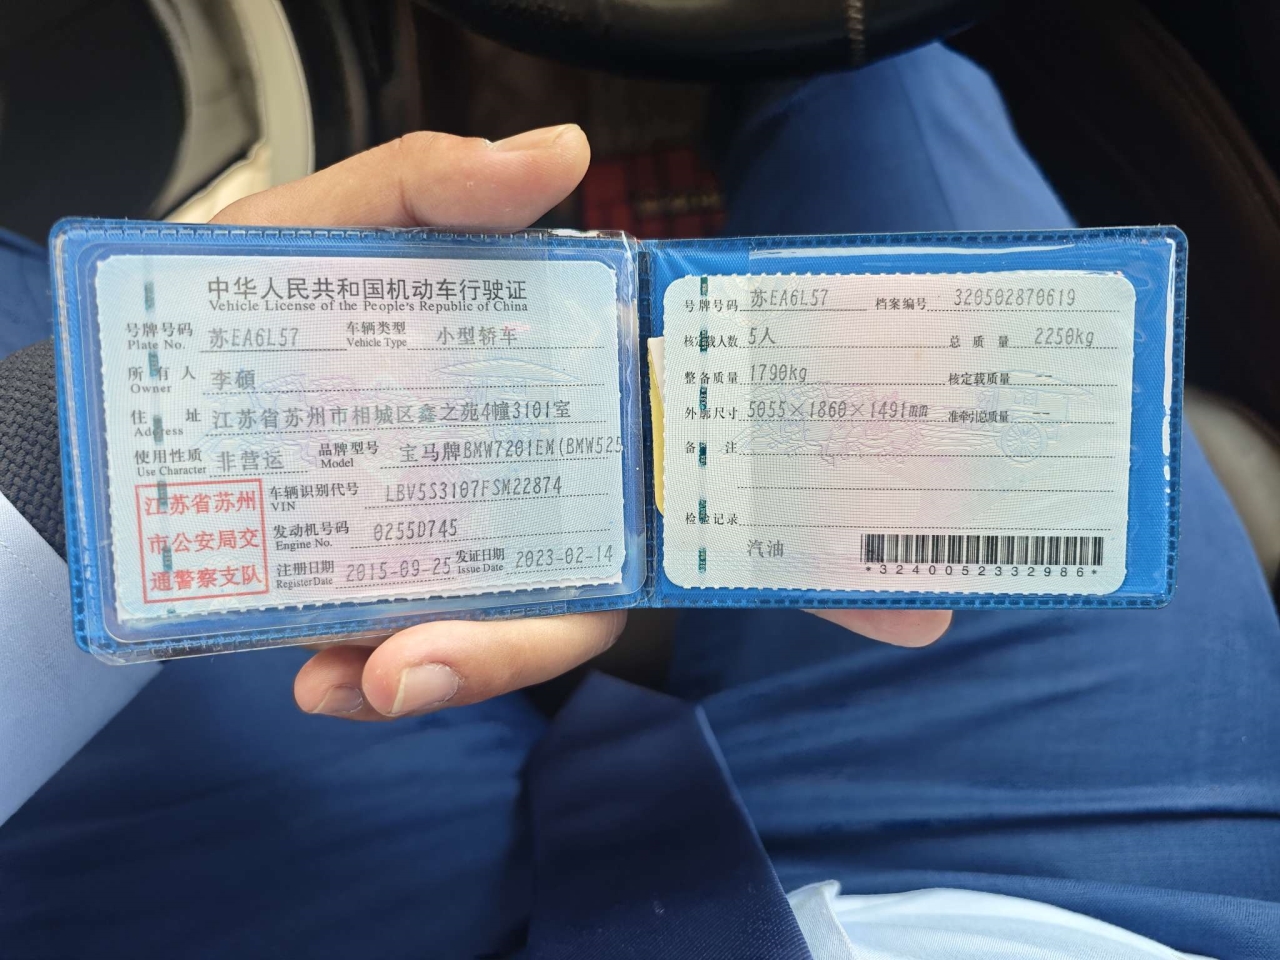 中华人民共和国机动车行驶证
Vehicle License of the People's Republic of China
号牌号码 苏EA6L57 车辆类型 小型轿车
Plate No. Vehicle Type
所有人 李硕
Owner
住址 江苏省苏州市相城区鑫之苑4幢3101室
Address
使用性质 非营运 品牌型号 宝马牌BMW7201EM(BMW525
Use Character Model
江苏省苏州
市公安局交
通警察支队
车辆识别代号 LBV5S3107FSM22874
VIN
发动机号码 0255D745
Engine No.
注册日期 2015-09-25 发证日期 2023-02-14
Register Date Issue Date
号牌号码 苏EA6L57 档案编号 320502870619
核定载人数 5人 总质量 2250kg
整备质量 1790kg 核定载质量 --
外廓尺寸 5055×1860×1491㎜ 准牵引总质量 --
备注
检验记录
汽油
*3240052332986*